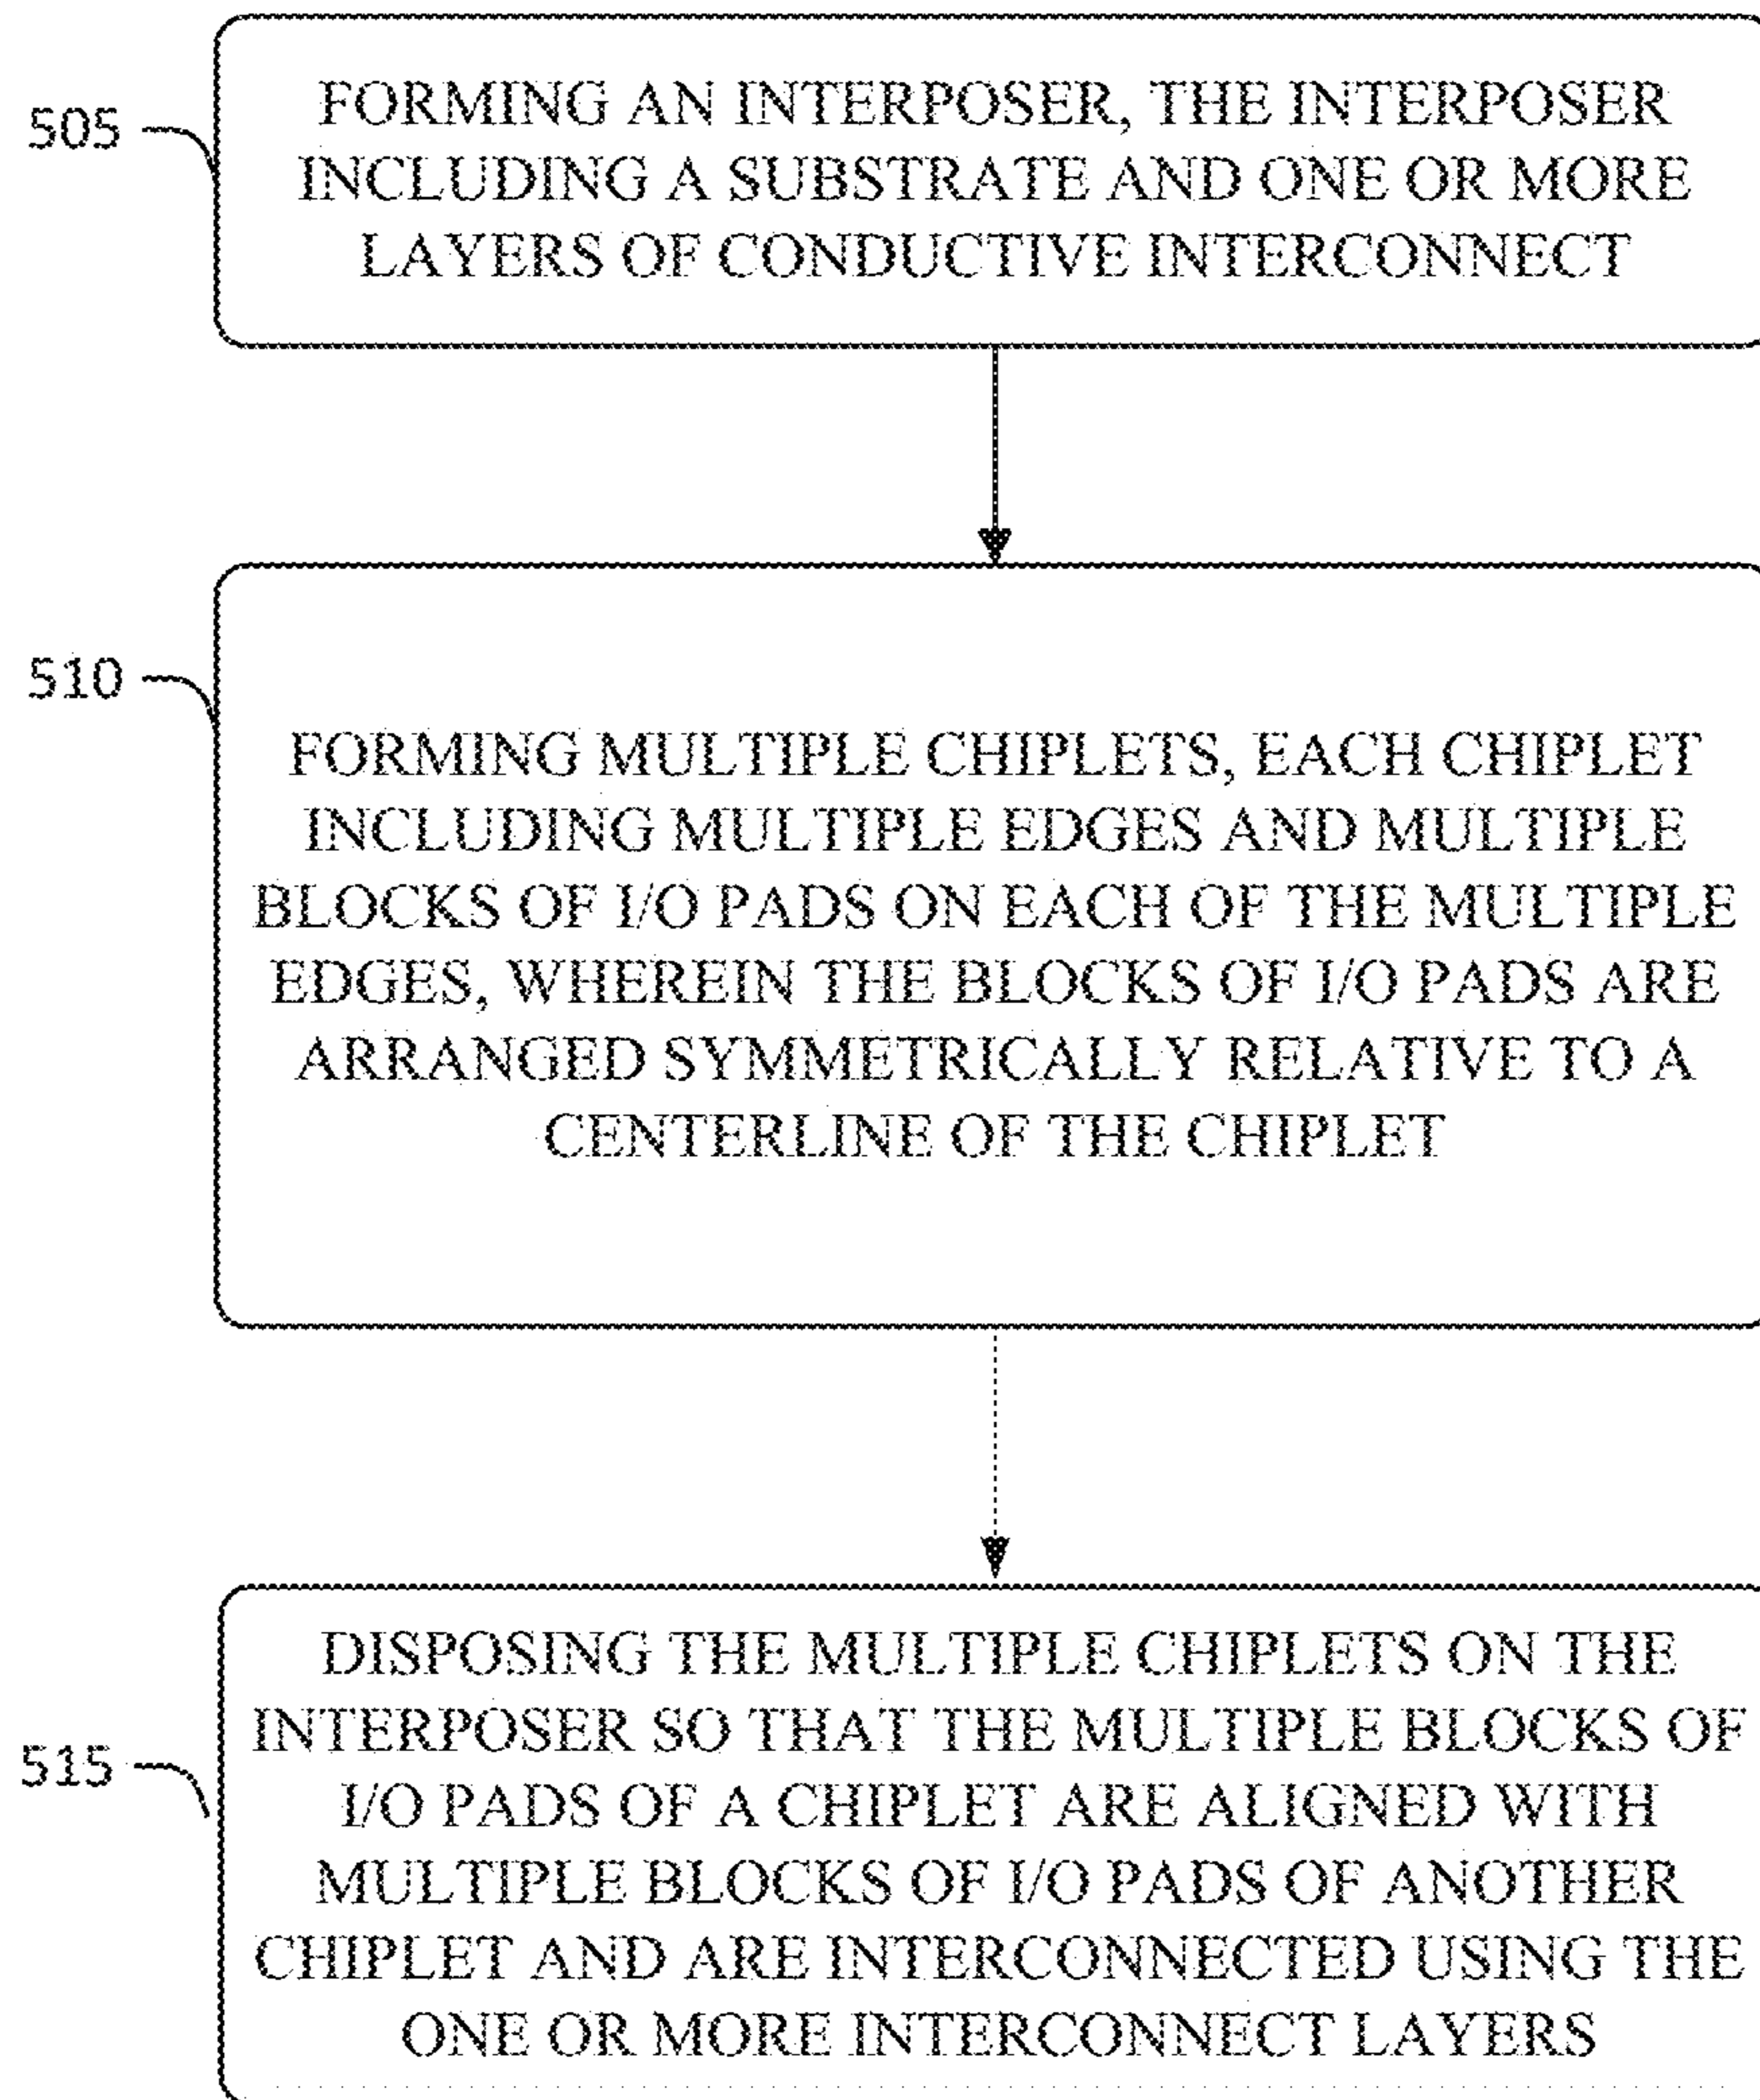 505
FORMING AN INTERPOSER, THE INTERPOSER
INCLUDING A SUBSTRATE AND ONE OR MORE
LAYERS OF CONDUCTIVE INTERCONNECT
510
FORMING MULTIPLE CHIPLETS, EACH CHIPLET
INCLUDING MULTIPLE EDGES AND MULTIPLE
BLOCKS OF I/O PADS ON EACH OF THE MULTIPLE
EDGES, WHEREIN THE BLOCKS OF I/O PADS ARE
ARRANGED SYMMETRICALLY RELATIVE TO A
CENTERLINE OF THE CHIPLET
515
DISPOSING THE MULTIPLE CHIPLETS ON THE
INTERPOSER SO THAT THE MULTIPLE BLOCKS OF
I/O PADS OF A CHIPLET ARE ALIGNED WITH
MULTIPLE BLOCKS OF I/O PADS OF ANOTHER
CHIPLET AND ARE INTERCONNECTED USING THE
ONE OR MORE INTERCONNECT LAYERS